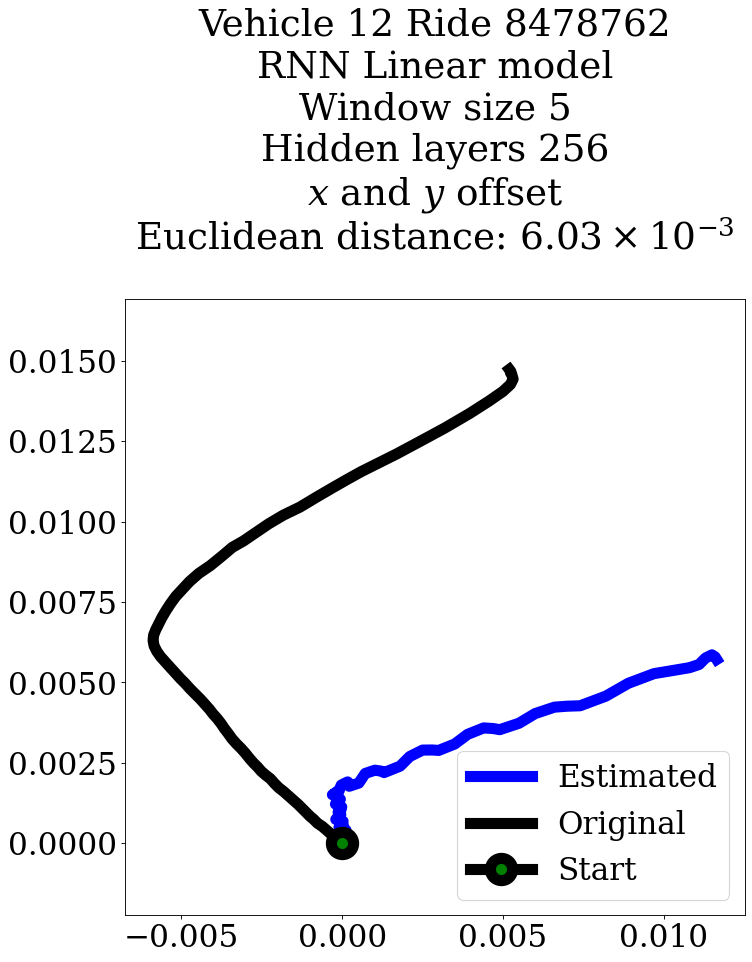 Vehicle 12 Ride 8478762
RNN Linear model
Window size 5
Hidden layers 256
x and y offset
Euclidean distance: 6.03 × 10⁻³
0.0150
0.0125
0.0100
0.0075
0.0050
0.0025
0.0000
Estimated
Original
Start
−0.005 0.000 0.005 0.010